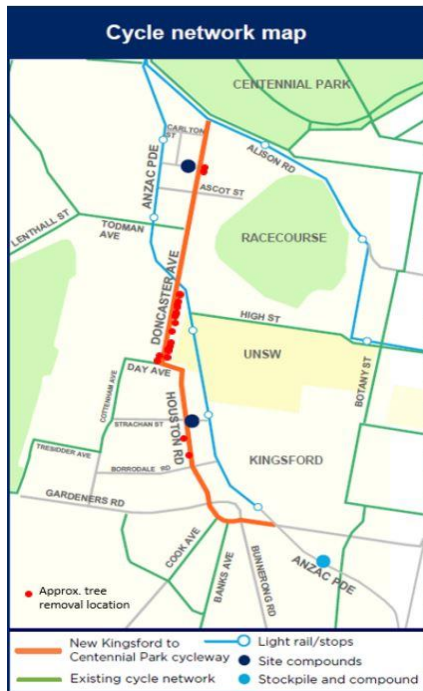 Cycle network map
CENTENNIAL PARK
CARLTON
ST
ALISON RD
ANZAC PDE
ASCOT ST
LENTHALL ST
TODMAN
AVE
RACECOURSE
DONCASTER AVE
HIGH ST
UNSW
BOTANY ST
DAY AVE
COTTENHAM AVE
HOUSTON RD
STRACHAN ST
TRESIDDER AVE
BORRODALE RD
KINGSFORD
GARDENERS RD
COOK AVE
BANKS AVE
BUNNERONG RD
ANZAC PDE
Approx. tree
removal location
New Kingsford to
Centennial Park cycleway
Existing cycle network
Light rail/stops
Site compounds
Stockpile and compound